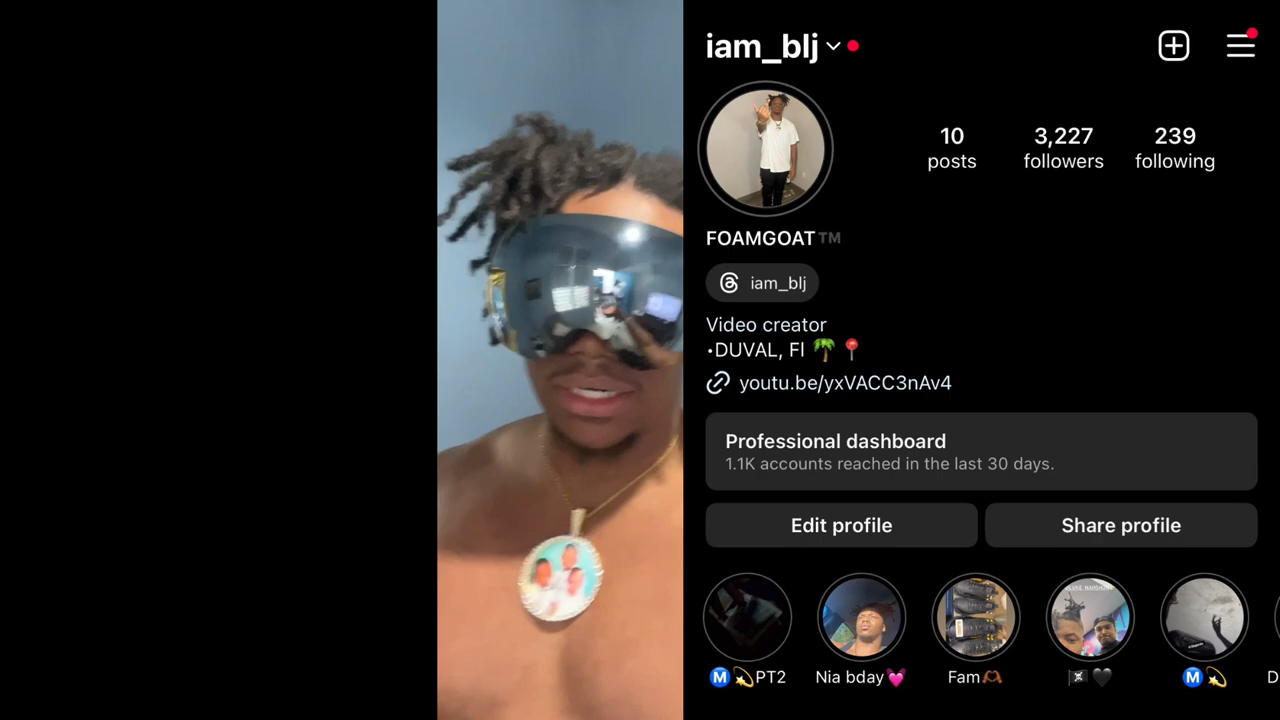 iam_blj
10 posts
3,227 followers
239 following
FOAMGOAT™
iam_blj
Video creator
•DUVAL, Fl 🌴 📍
youtu.be/yxVACC3nAv4
Professional dashboard
1.1K accounts reached in the last 30 days.
Edit profile
Share profile
Ⓜ️💫PT2
Nia bday💓
Fam🫶🏾
🏴‍☠️🖤
Ⓜ️💫
D